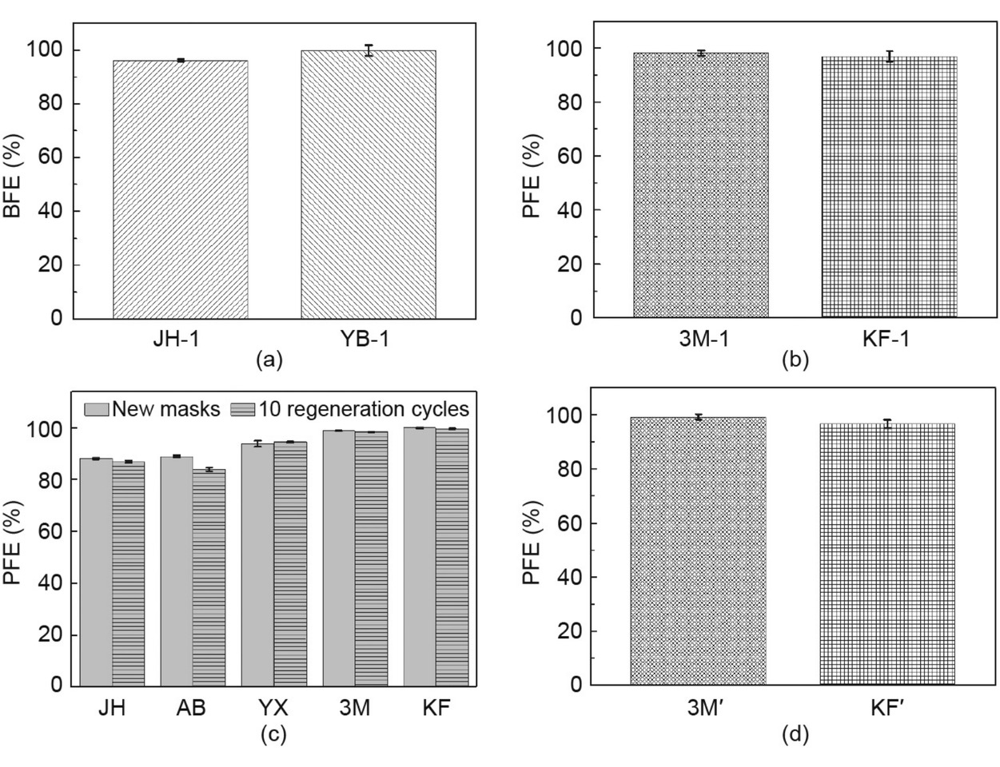 100
80
60
40
20
0
BFE (%)
JH-1 YB-1
(a)
100
80
60
40
20
0
PFE (%)
3M-1 KF-1
(b)
New masks 10 regeneration cycles
100
80
60
40
20
0
PFE (%)
JH AB YX 3M KF
(c)
100
80
60
40
20
0
PFE (%)
3M′ KF′
(d)